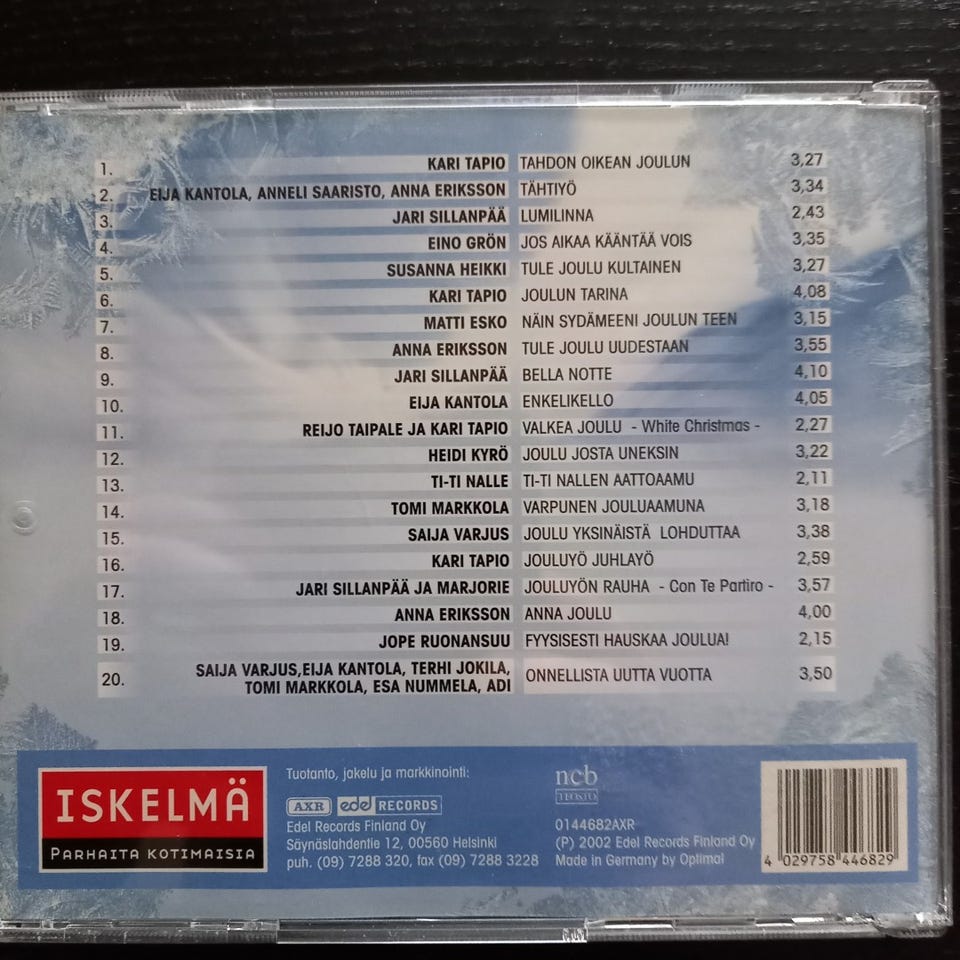 1. KARI TAPIO TAHDON OIKEAN JOULUN 3,27
2. EIJA KANTOLA, ANNELI SAARISTO, ANNA ERIKSSON TÄHTIYÖ 3,34
3. JARI SILLANPÄÄ LUMILINNA 2,43
4. EINO GRÖN JOS AIKAA KÄÄNTÄÄ VOIS 3,35
5. SUSANNA HEIKKI TULE JOULU KULTAINEN 3,27
6. KARI TAPIO JOULUN TARINA 4,08
7. MATTI ESKO NÄIN SYDÄMEENI JOULUN TEEN 3,15
8. ANNA ERIKSSON TULE JOULU UUDESTAAN 3,55
9. JARI SILLANPÄÄ BELLA NOTTE 4,10
10. EIJA KANTOLA ENKELIKELLO 4,05
11. REIJO TAIPALE JA KARI TAPIO VALKEA JOULU - White Christmas - 2,27
12. HEIDI KYRÖ JOULU JOSTA UNEKSIN 3,22
13. TI-TI NALLE TI-TI NALLEN AATTOAAMU 2,11
14. TOMI MARKKOLA VARPUNEN JOULUAAMUNA 3,18
15. SAIJA VARJUS JOULU YKSINÄISTÄ LOHDUTTAA 3,38
16. KARI TAPIO JOULUYÖ JUHLAYÖ 2,59
17. JARI SILLANPÄÄ JA MARJORIE JOULUYÖN RAUHA - Con Te Partiro - 3,57
18. ANNA ERIKSSON ANNA JOULU 4,00
19. JOPE RUONANSUU FYYSISESTI HAUSKAA JOULUA! 2,15
20. SAIJA VARJUS,EIJA KANTOLA, TERHI JOKILA,
TOMI MARKKOLA, ESA NUMMELA, ADI ONNELLISTA UUTTA VUOTTA 3,50
ISKELMÄ
PARHAITA KOTIMAISIA
Tuotanto, jakelu ja markkinointi:
AXR edel RECORDS
Edel Records Finland Oy
Säynäslahdentie 12, 00560 Helsinki
puh. (09) 7288 320, fax (09) 7288 3228
ncb
TEOSTO
0144682AXR
(P) 2002 Edel Records Finland Oy
Made in Germany by Optimal
4 029758 446829